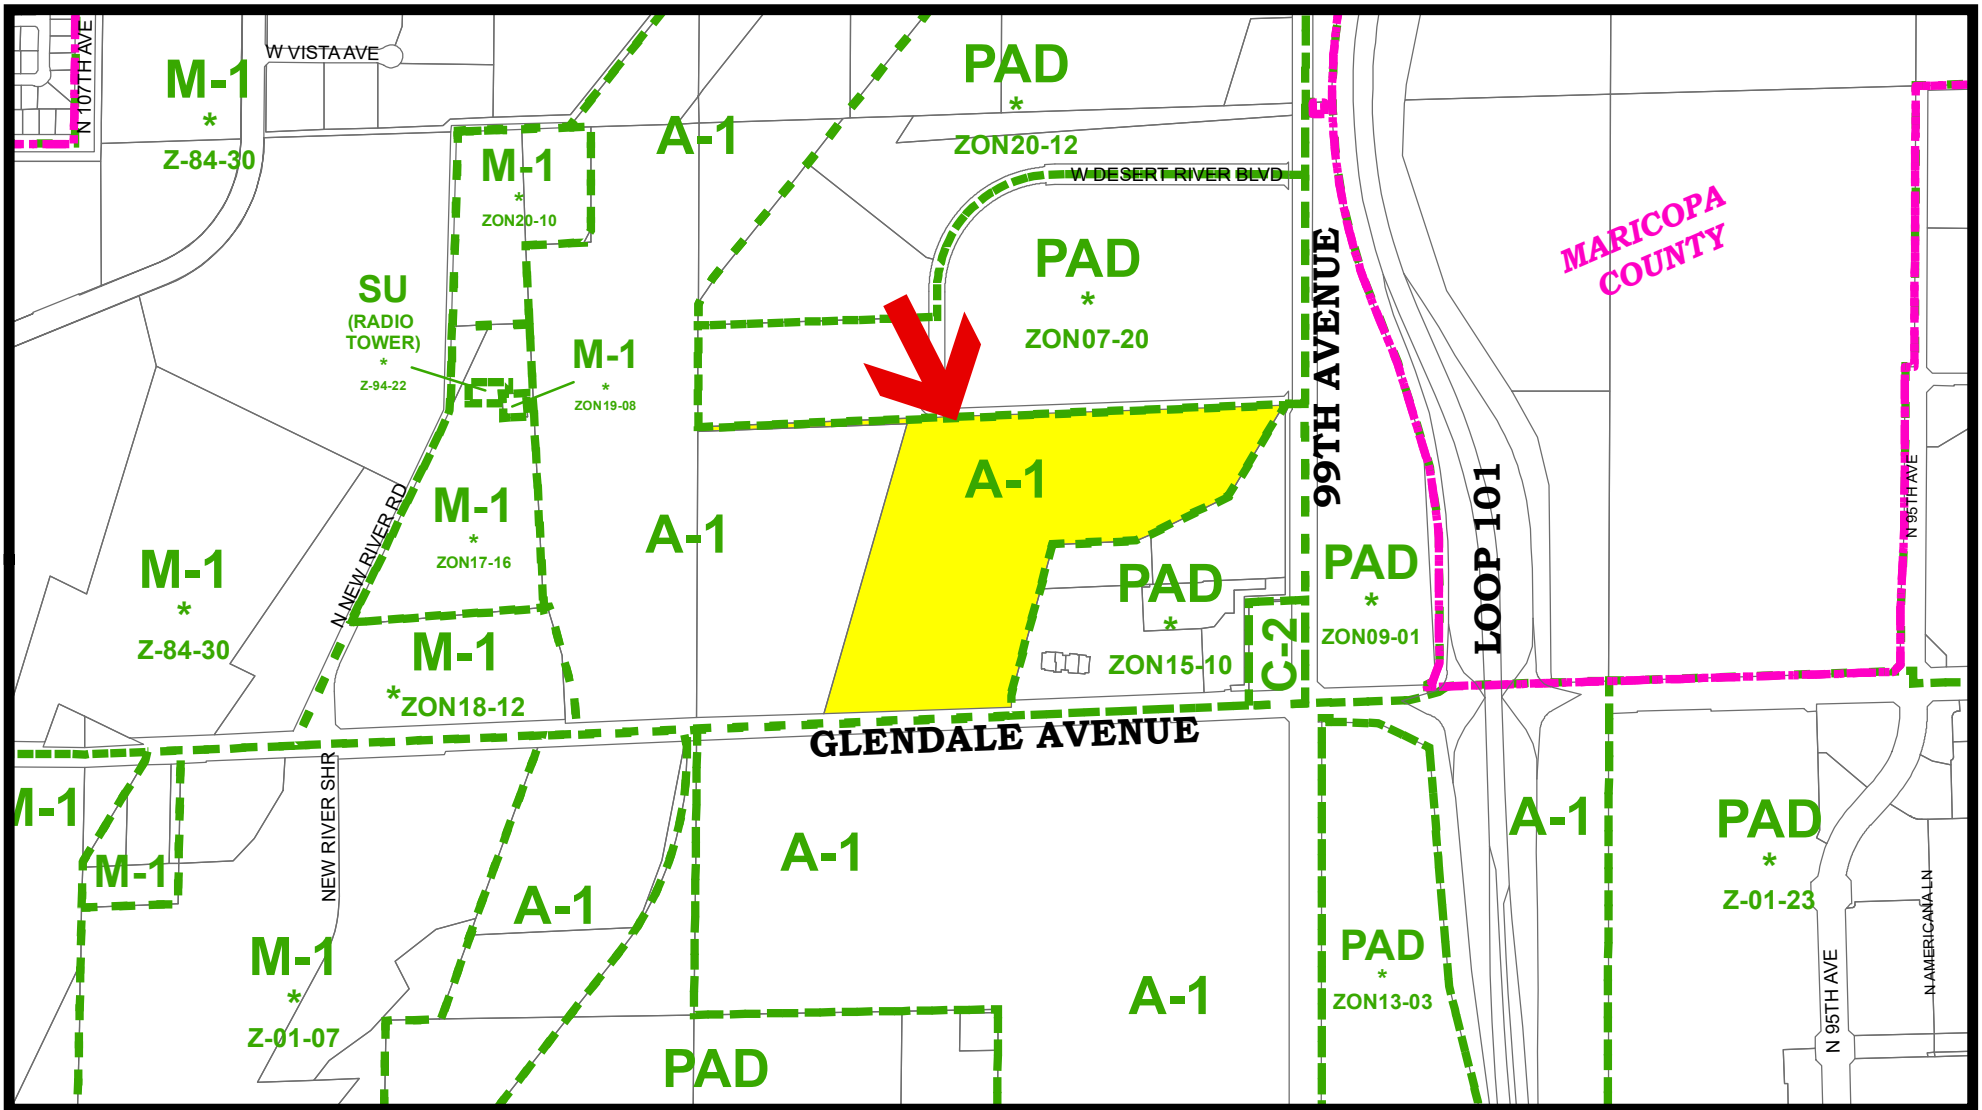 N 107TH AVE
M-1
*
Z-84-30
W VISTA AVE
A-1
PAD
*
ZON20-12
W DESERT RIVER BLVD
M-1
*
ZON20-10
SU
(RADIO
TOWER)
*
Z-94-22
M-1
*
ZON19-08
PAD
*
ZON07-20
99TH AVENUE
MARICOPA
COUNTY
N NEW RIVER RD
M-1
*
ZON17-16
A-1
A-1
LOOP 101
N 95TH AVE
M-1
*
Z-84-30
M-1
*ZON18-12
PAD
*
ZON15-10
C-2
PAD
*
ZON09-01
GLENDALE AVENUE
M-1
M-1
NEW RIVER SHR
A-1
A-1
A-1
PAD
*
Z-01-23
N AMERICANA LN
N 95TH AVE
M-1
*
Z-01-07
PAD
A-1
PAD
*
ZON13-03